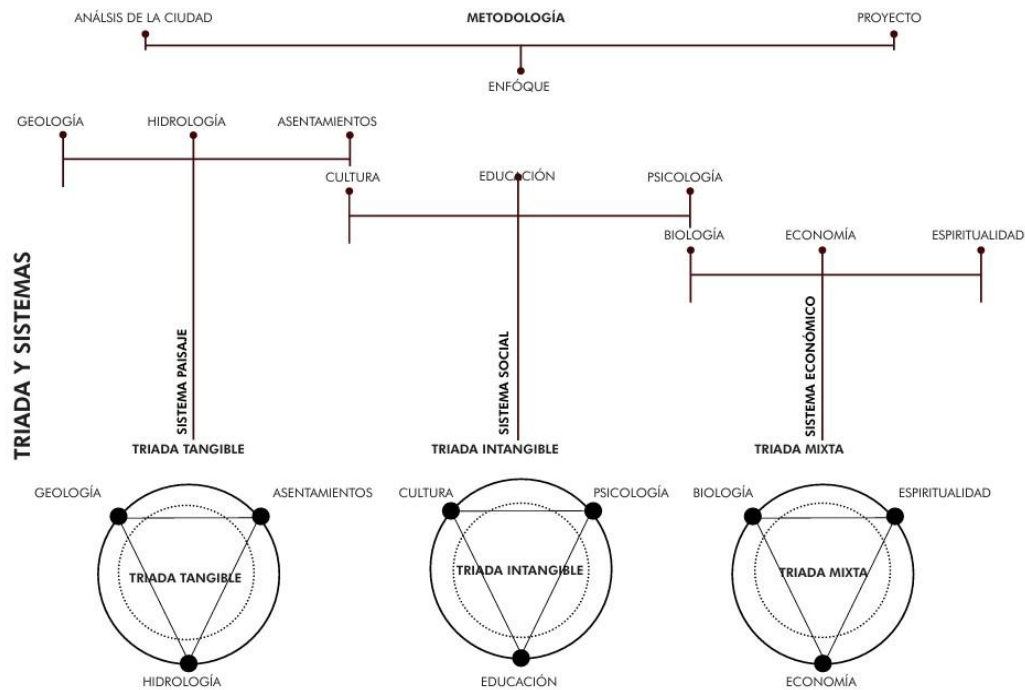 ANÁLSIS DE LA CIUDAD
METODOLOGÍA
PROYECTO
ENFÓQUE
GEOLOGÍA
HIDROLOGÍA
ASENTAMIENTOS
CULTURA
EDUCACIÓN
PSICOLOGÍA
BIOLOGÍA
ECONOMÍA
ESPIRITUALIDAD
TRIADA Y SISTEMAS
SISTEMA PAISAJE
SISTEMA SOCIAL
SISTEMA ECONÓMICO
TRIADA TANGIBLE
TRIADA INTANGIBLE
TRIADA MIXTA
GEOLOGÍA
ASENTAMIENTOS
CULTURA
PSICOLOGÍA
BIOLOGÍA
ESPIRITUALIDAD
TRIADA TANGIBLE
TRIADA INTANGIBLE
TRIADA MIXTA
HIDROLOGÍA
EDUCACIÓN
ECONOMÍA